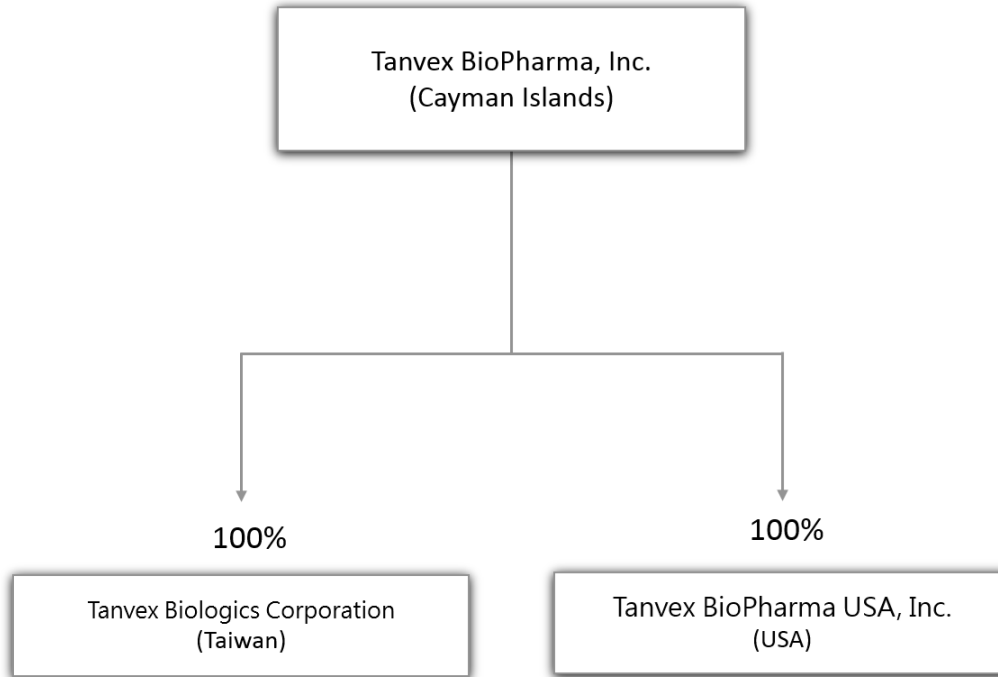 Tanvex BioPharma, Inc.
(Cayman Islands)
100%
100%
Tanvex Biologics Corporation
(Taiwan)
Tanvex BioPharma USA, Inc.
(USA)